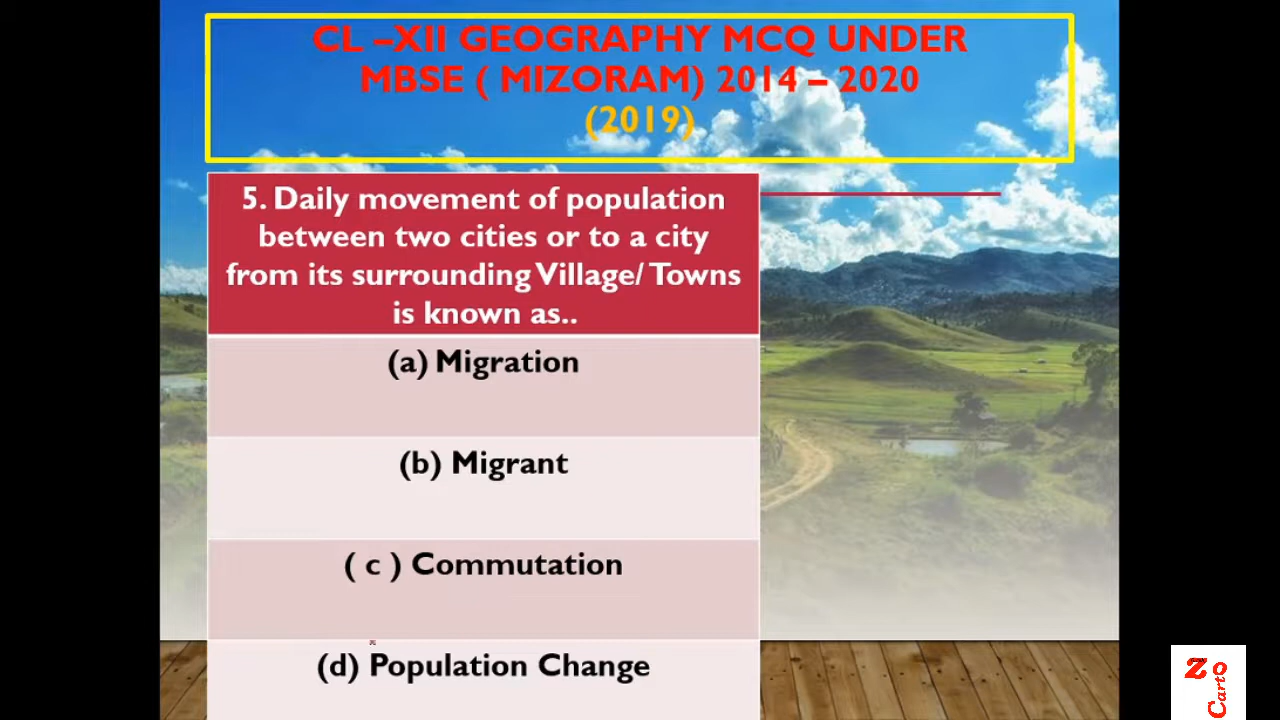 CL –XII GEOGRAPHY MCQ UNDER
MBSE ( MIZORAM) 2014 – 2020
(2019)
5. Daily movement of population
between two cities or to a city
from its surrounding Village/ Towns
is known as..
(a) Migration
(b) Migrant
( c ) Commutation
(d) Population Change
Zo
Carto